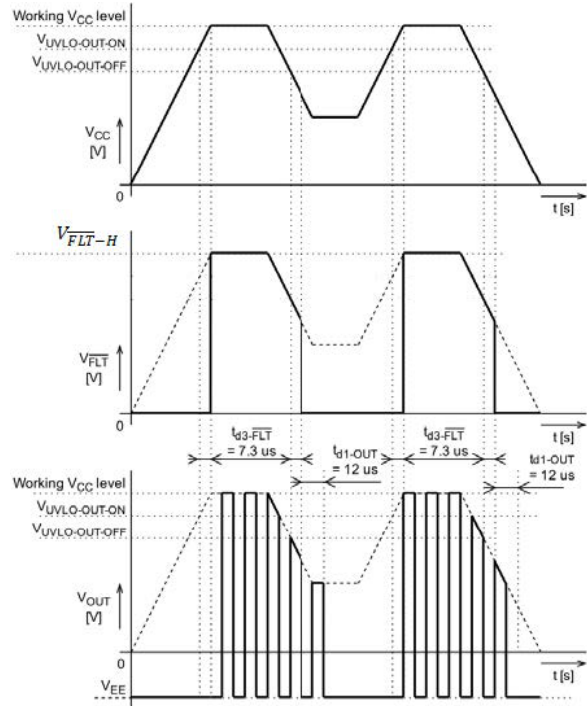 Working VCC level
VUVLO-OUT-ON
VUVLO-OUT-OFF
VCC
[V]
0
t [s]
VFLT̅-H
VFLT̅
[V]
0
t [s]
td3-FLT̅
= 7.3 us
td1-OUT
= 12 us
td3-FLT̅
= 7.3 us
td1-OUT
= 12 us
Working VCC level
VUVLO-OUT-ON
VUVLO-OUT-OFF
VOUT
[V]
0
t [s]
VEE